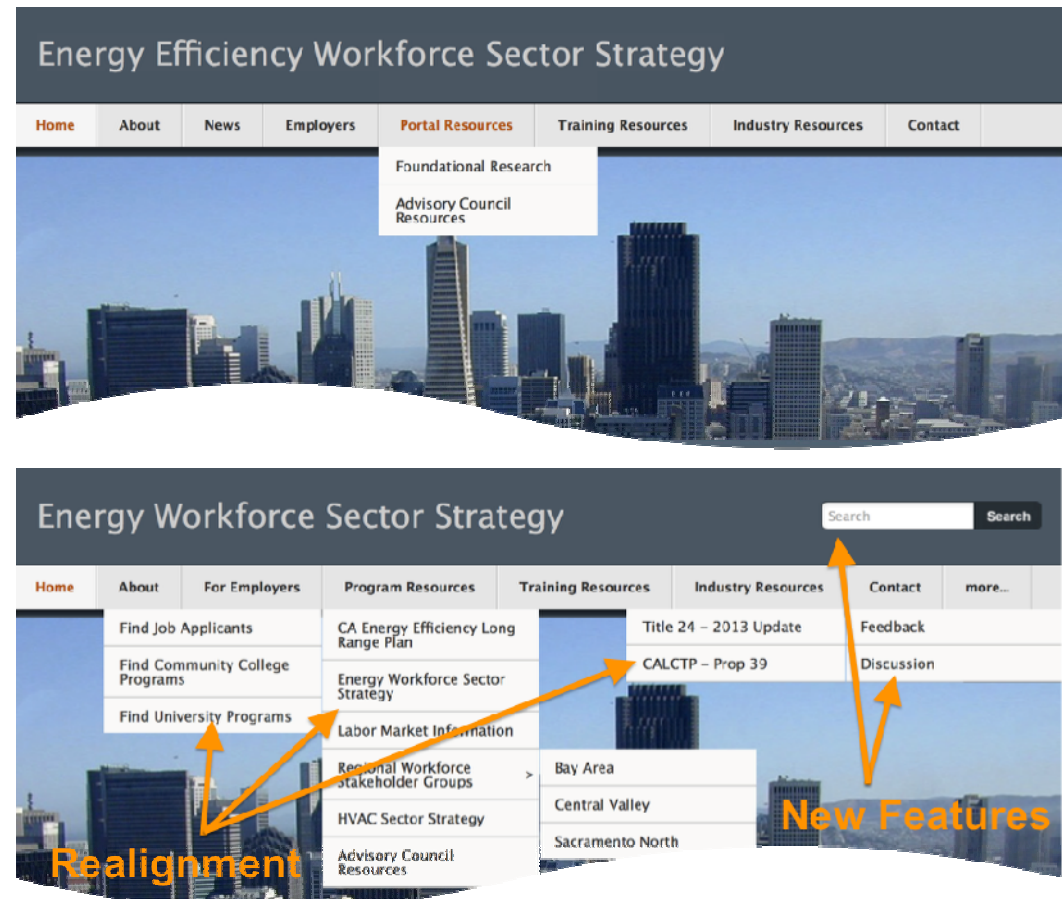 Energy Efficiency Workforce Sector Strategy
Home About News Employers Portal Resources Training Resources Industry Resources Contact
Foundational Research
Advisory Council
Resources
Energy Workforce Sector Strategy
Search Search
Home About For Employers Program Resources Training Resources Industry Resources Contact more...
Find Job Applicants
Find Community College
Programs
Find University Programs
CA Energy Efficiency Long
Range Plan
Energy Workforce Sector
Strategy
Labor Market Information
Regional Workforce
Stakeholder Groups >
HVAC Sector Strategy
Advisory Council
Resources
Bay Area
Central Valley
Sacramento North
Title 24 – 2013 Update
CALCTP – Prop 39
Feedback
Discussion
New Features
Realignment